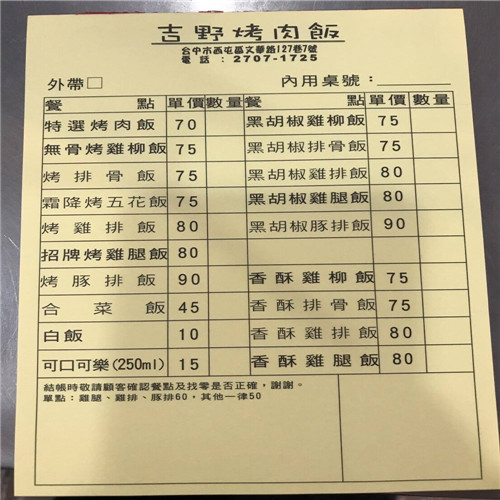 吉野烤肉飯
台中市西屯區文華路127巷7號
電話：2707-1725
外帶□ 內用桌號：
餐點 單價 數量 餐點 單價 數量
特選烤肉飯 70 黑胡椒雞柳飯 75
無骨烤雞柳飯 75 黑胡椒排骨飯 75
烤排骨飯 75 黑胡椒雞排飯 80
霜降烤五花飯 75 黑胡椒雞腿飯 80
烤雞排飯 80 黑胡椒豚排飯 90
招牌烤雞腿飯 80
烤豚排飯 90 香酥雞柳飯 75
合菜飯 45 香酥排骨飯 75
白飯 10 香酥雞排飯 80
可口可樂(250ml) 15 香酥雞腿飯 80
結帳時敬請顧客確認餐點及找零是否正確，謝謝。
單點：雞腿、雞排、豚排60，其他一律50